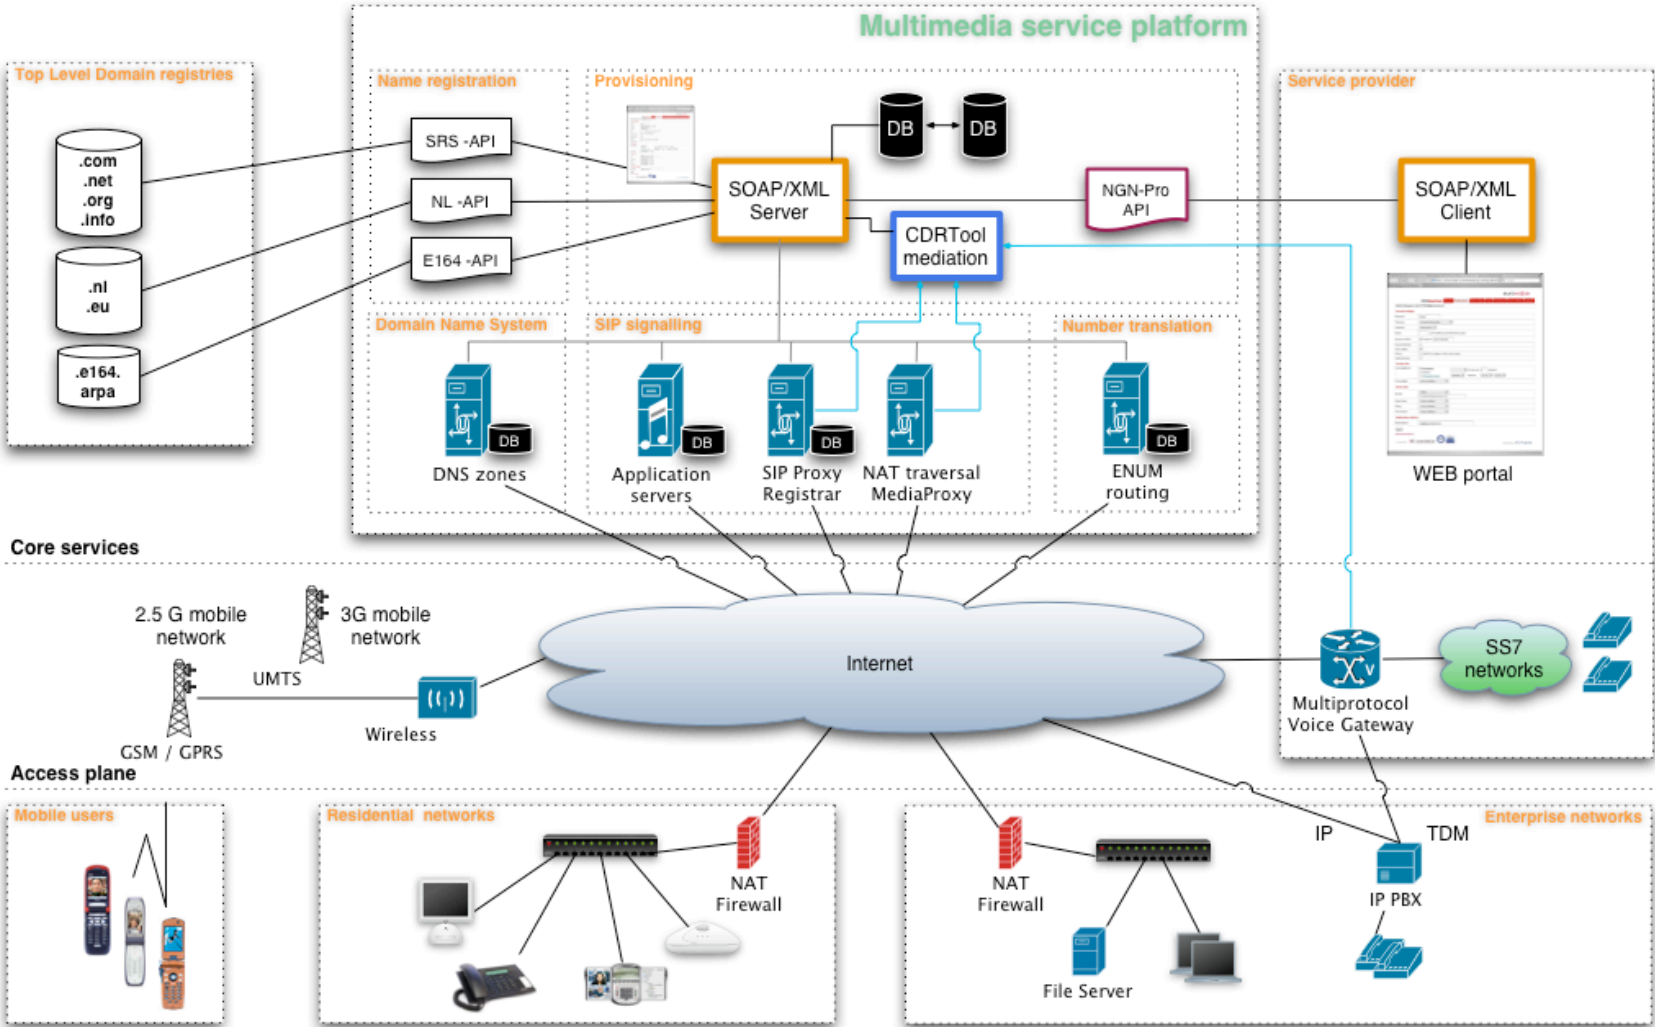 Multimedia service platform
Top Level Domain registries
.com
.net
.org
.info
.nl
.eu
.e164.
arpa
Name registration
SRS -API
NL -API
E164 -API
Provisioning
DB
DB
SOAP/XML
Server
CDRTool
mediation
NGN-Pro
API
Service provider
SOAP/XML
Client
WEB portal
Domain Name System
DB
DNS zones
SIP signalling
DB
Application
servers
DB
SIP Proxy
Registrar
NAT traversal
MediaProxy
Number translation
DB
ENUM
routing
Core services
2.5 G mobile
network
3G mobile
network
UMTS
GSM / GPRS
Wireless
Internet
Multiprotocol
Voice Gateway
V
SS7
networks
Access plane
Mobile users
Residential networks
NAT
Firewall
Enterprise networks
NAT
Firewall
File Server
IP
TDM
IP PBX